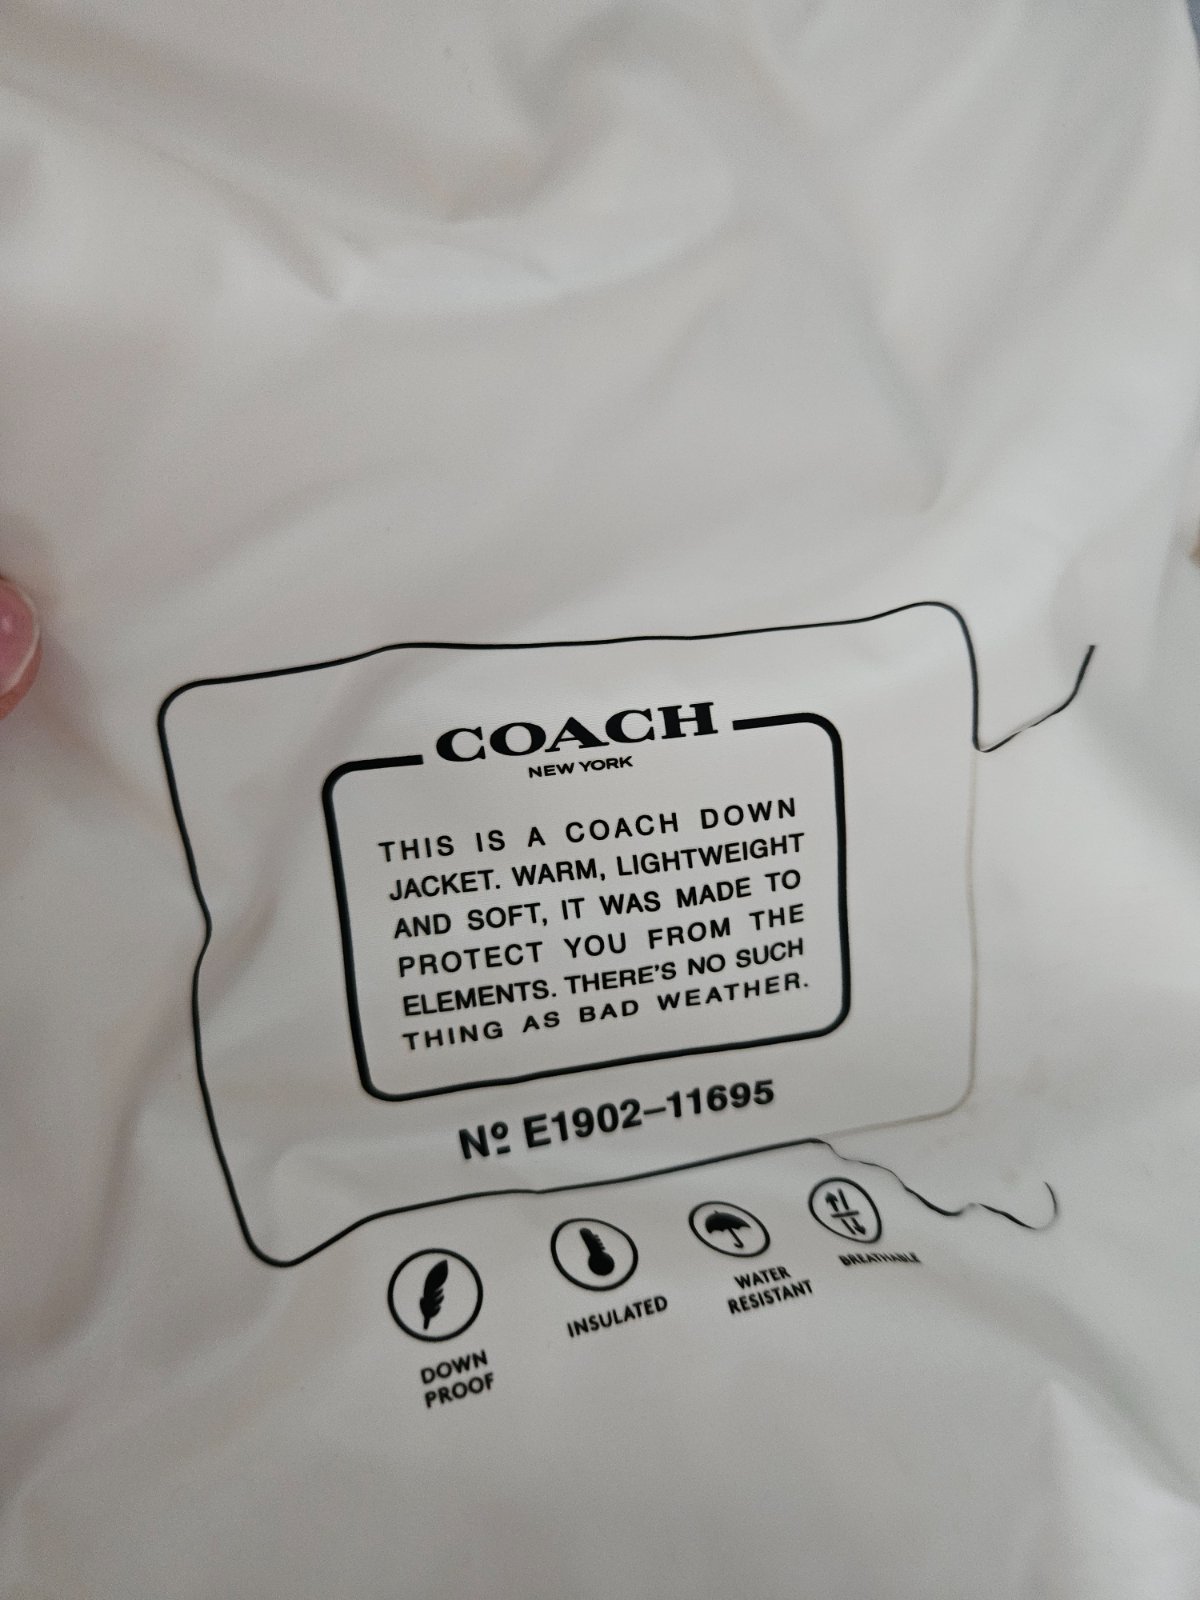 COACH
NEW YORK
THIS IS A COACH DOWN
JACKET. WARM, LIGHTWEIGHT
AND SOFT, IT WAS MADE TO
PROTECT YOU FROM THE
ELEMENTS. THERE'S NO SUCH
THING AS BAD WEATHER.
Nº E1902–11695
DOWN
PROOF
INSULATED
WATER
RESISTANT
BREATHABLE